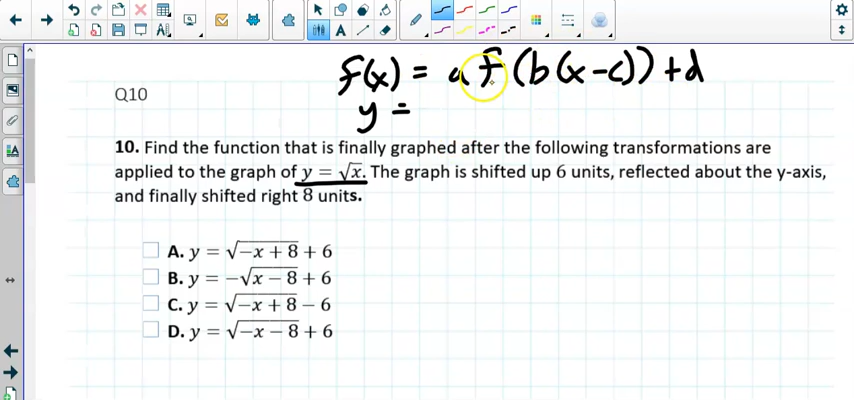 f(x) = a f(b(x-c)) + d
Q10
y =
10. Find the function that is finally graphed after the following transformations are
applied to the graph of y = √x. The graph is shifted up 6 units, reflected about the y-axis,
and finally shifted right 8 units.
A. y = √(-x + 8) + 6
B. y = -√(x - 8) + 6
C. y = √(-x + 8) - 6
D. y = √(-x - 8) + 6